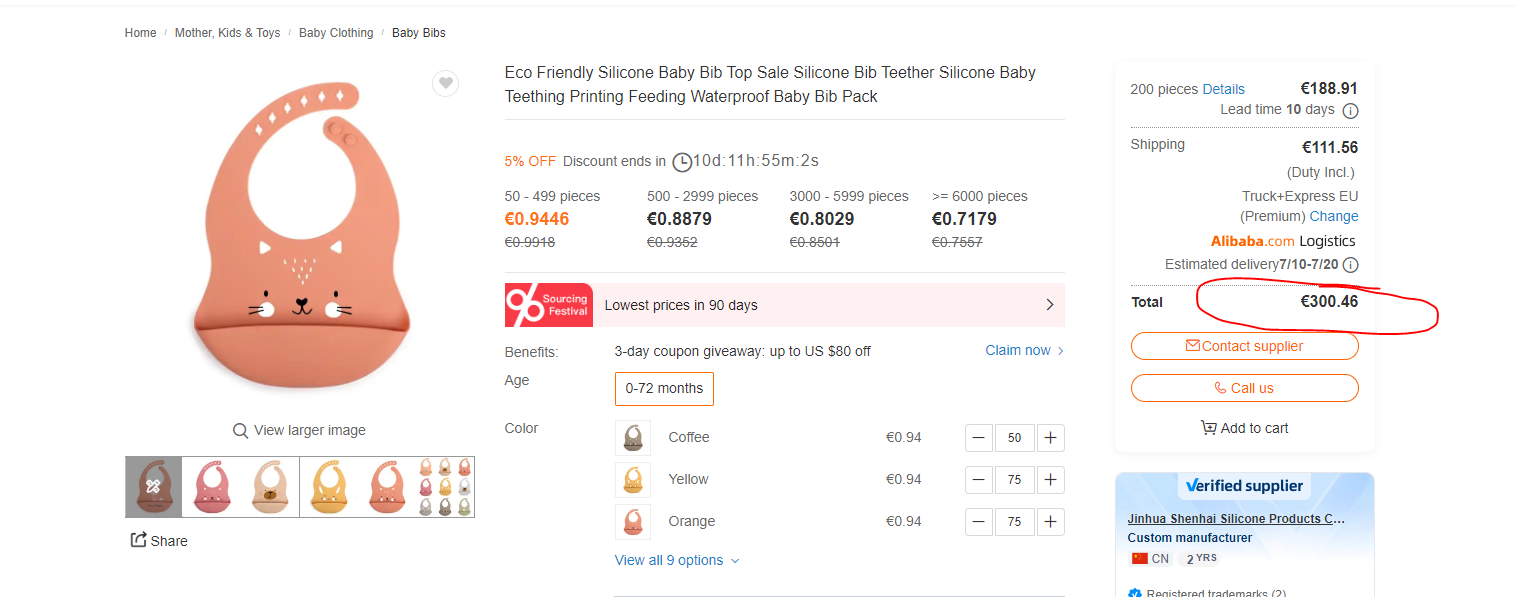 Home / Mother, Kids & Toys / Baby Clothing / Baby Bibs
Eco Friendly Silicone Baby Bib Top Sale Silicone Bib Teether Silicone Baby
Teething Printing Feeding Waterproof Baby Bib Pack
5% OFF Discount ends in 10d:11h:55m:2s
50 - 499 pieces 500 - 2999 pieces 3000 - 5999 pieces >= 6000 pieces
€0.9446 €0.8879 €0.8029 €0.7179
€0.9918 €0.9352 €0.8501 €0.7557
96 Sourcing Festival Lowest prices in 90 days
Benefits: 3-day coupon giveaway: up to US $80 off Claim now >
Age
0-72 months
Color
Coffee €0.94 — 50 +
Yellow €0.94 — 75 +
Orange €0.94 — 75 +
View all 9 options
View larger image
Share
200 pieces Details €188.91
Lead time 10 days
Shipping €111.56
(Duty Incl.)
Truck+Express EU
(Premium) Change
Alibaba.com Logistics
Estimated delivery7/10-7/20
Total €300.46
Contact supplier
Call us
Add to cart
Verified supplier
Jinhua Shenhai Silicone Products C...
Custom manufacturer
CN 2 YRS
Registered trademarks (2)